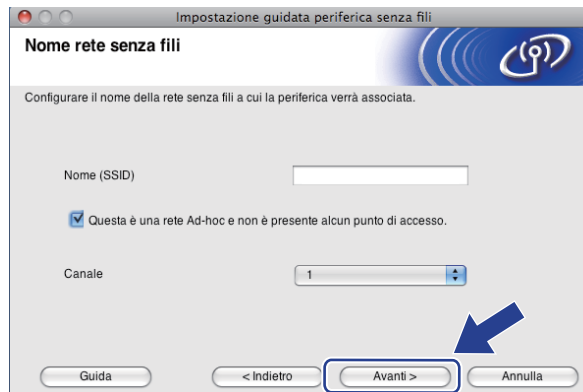 Impostazione guidata periferica senza fili
Nome rete senza fili
Configurare il nome della rete senza fili a cui la periferica verrà associata.
Nome (SSID)
Questa è una rete Ad-hoc e non è presente alcun punto di accesso.
Canale 1
Guida < Indietro Avanti > Annulla